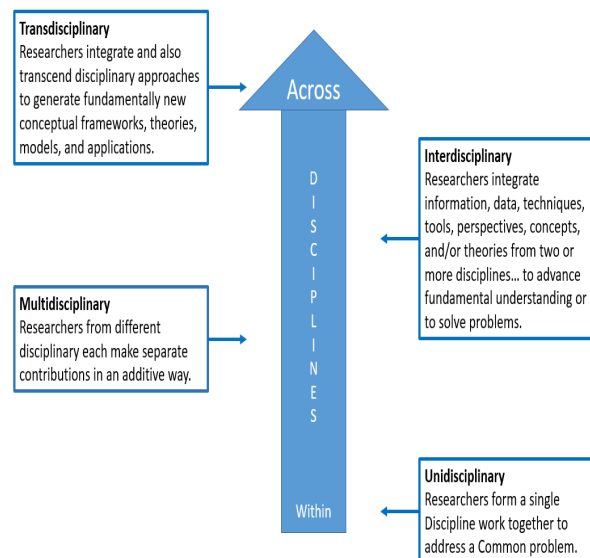 Transdisciplinary
Researchers integrate and also
transcend disciplinary approaches
to generate fundamentally new
conceptual frameworks, theories,
models, and applications.
Across
DISCIPLINES
Interdisciplinary
Researchers integrate
information, data, techniques,
tools, perspectives, concepts,
and/or theories from two or
more disciplines... to advance
fundamental understanding or
to solve problems.
Multidisciplinary
Researchers from different
disciplinary each make separate
contributions in an additive way.
Within
Unidisciplinary
Researchers form a single
Discipline work together to
address a Common problem.